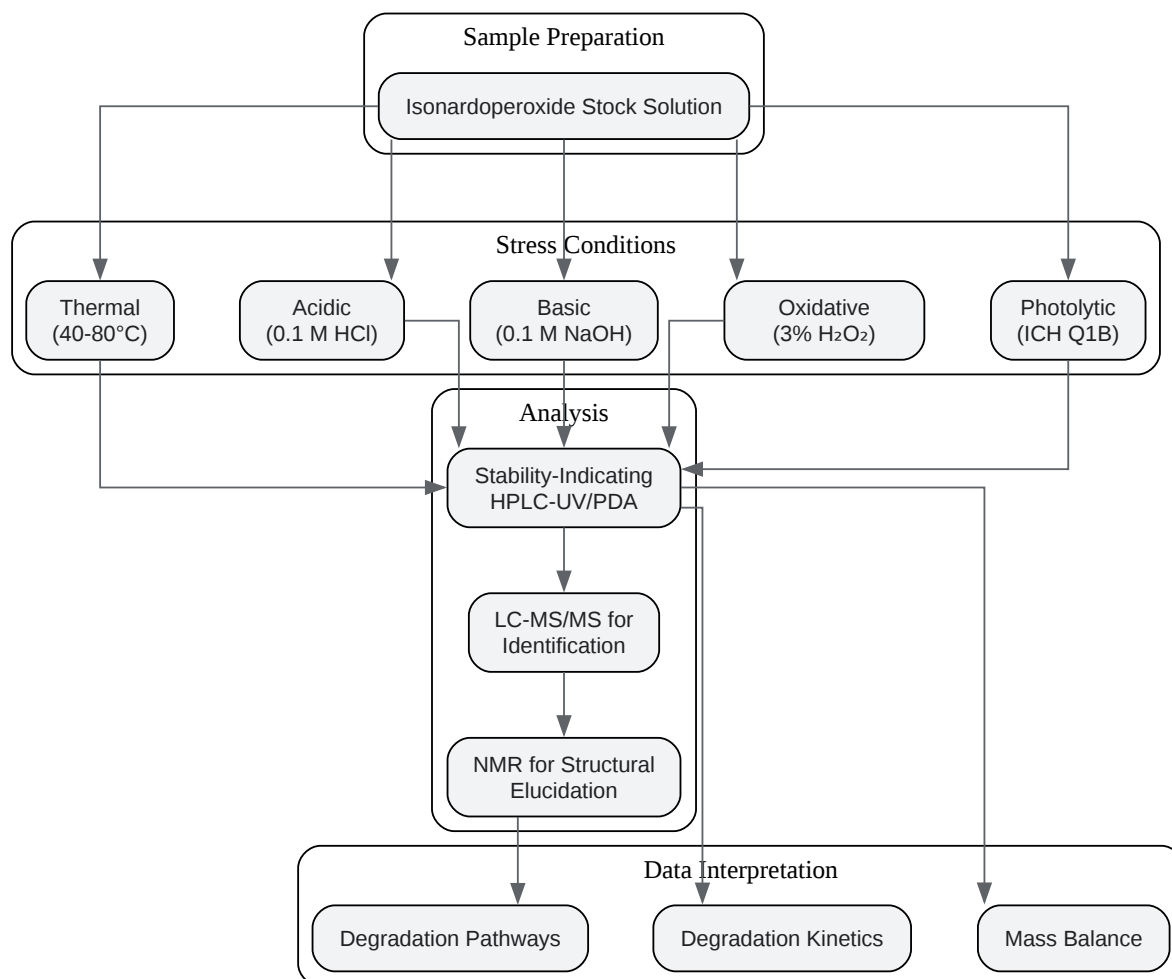 Sample Preparation
Isonardoperoxide Stock Solution
Stress Conditions
Thermal
(40-80°C)
Acidic
(0.1 M HCl)
Basic
(0.1 M NaOH)
Oxidative
(3% H₂O₂)
Photolytic
(ICH Q1B)
Analysis
Stability-Indicating
HPLC-UV/PDA
LC-MS/MS for
Identification
NMR for Structural
Elucidation
Data Interpretation
Degradation Pathways
Degradation Kinetics
Mass Balance